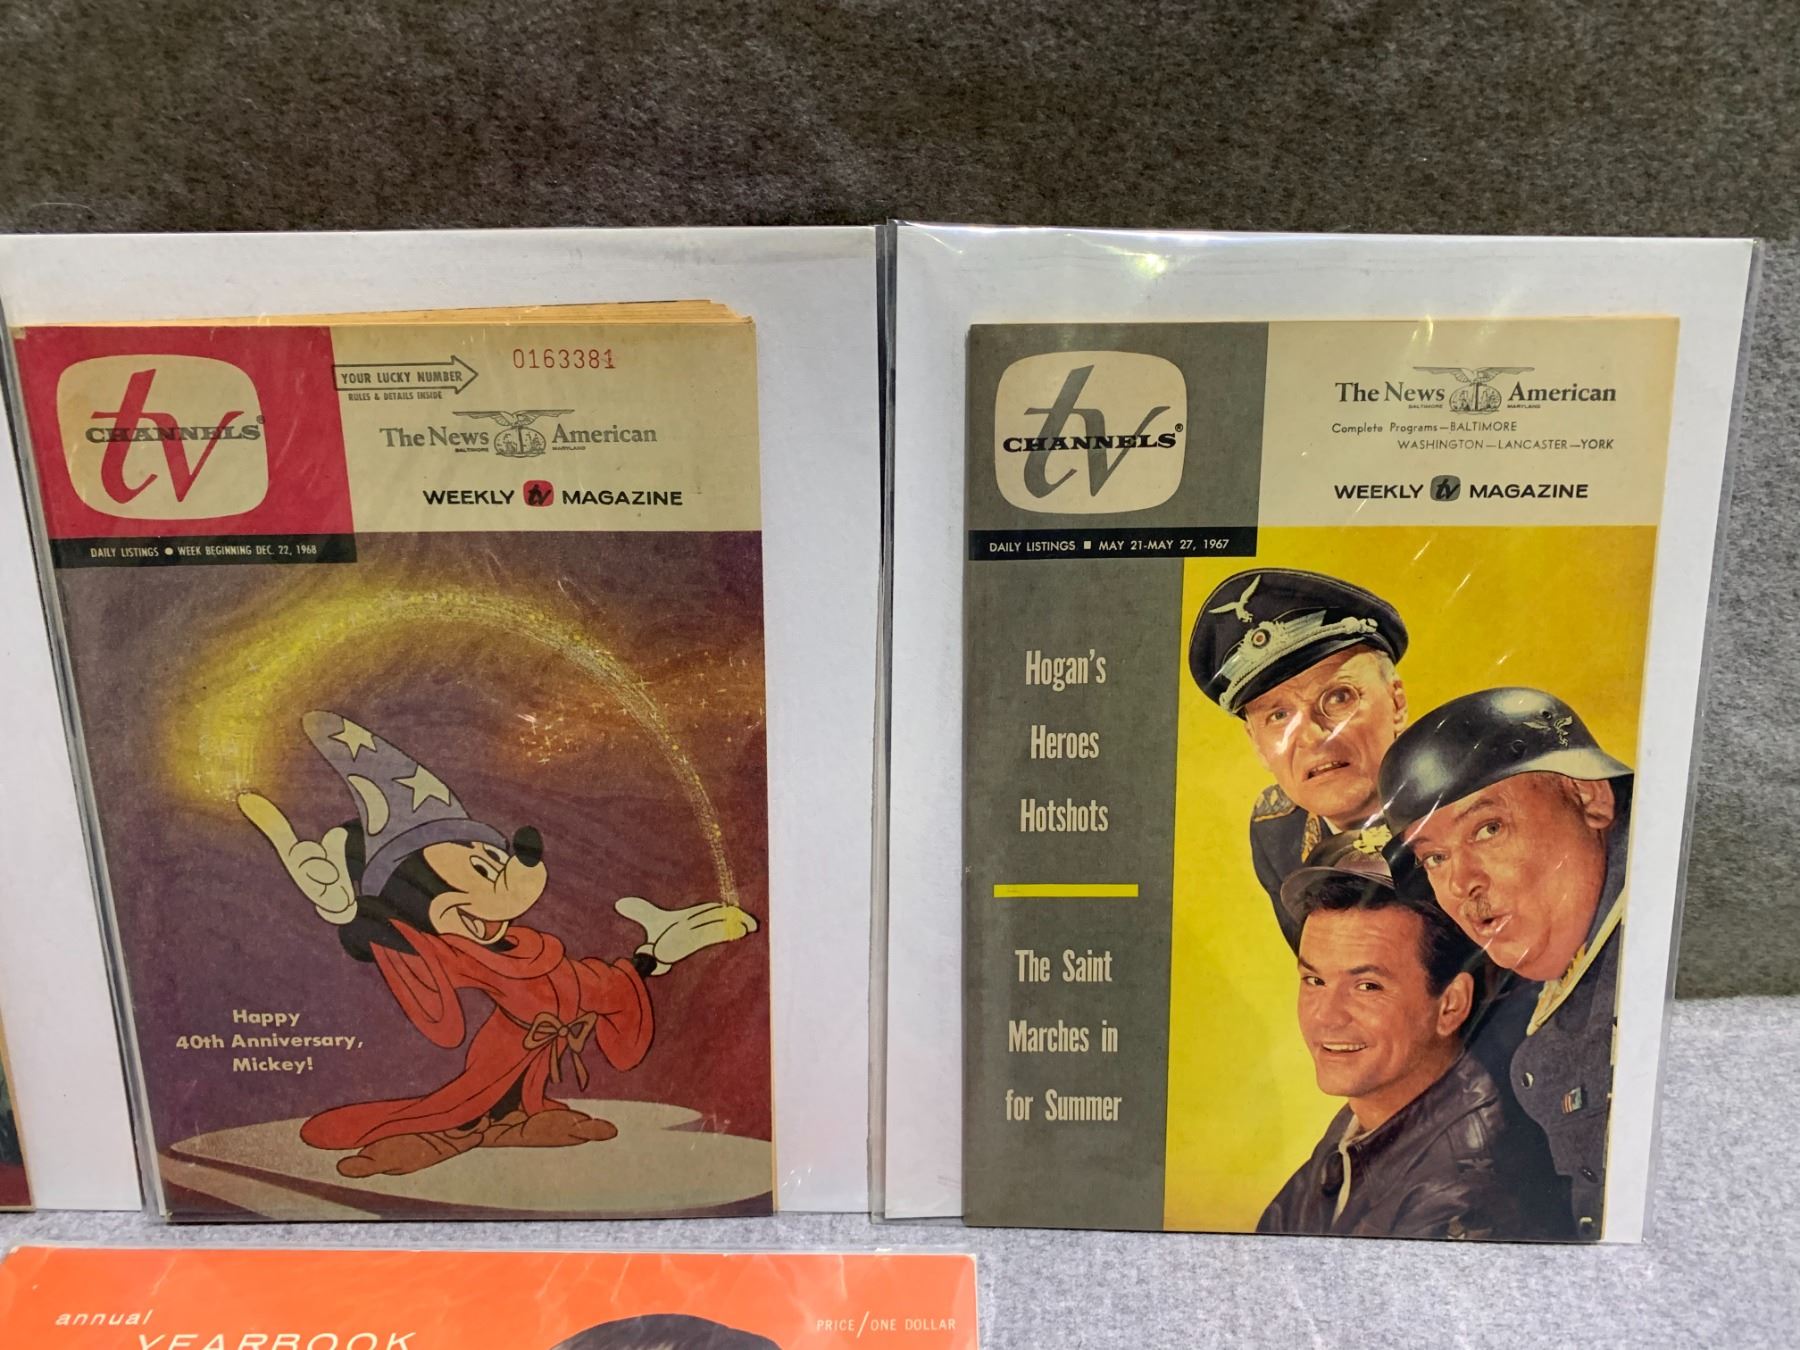 tv
CHANNELS®
YOUR LUCKY NUMBER
RULES & DETAILS INSIDE
0163381
The News American
BALTIMORE MARYLAND
WEEKLY tv MAGAZINE
DAILY LISTINGS ● WEEK BEGINNING DEC. 22, 1968
Happy
40th Anniversary,
Mickey!
tv
CHANNELS®
The News American
BALTIMORE MARYLAND
Complete Programs—BALTIMORE
WASHINGTON—LANCASTER—YORK
WEEKLY tv MAGAZINE
DAILY LISTINGS ■ MAY 21-MAY 27, 1967
Hogan's
Heroes
Hotshots
The Saint
Marches in
for Summer
annual
YEARBOOK
PRICE/ONE DOLLAR